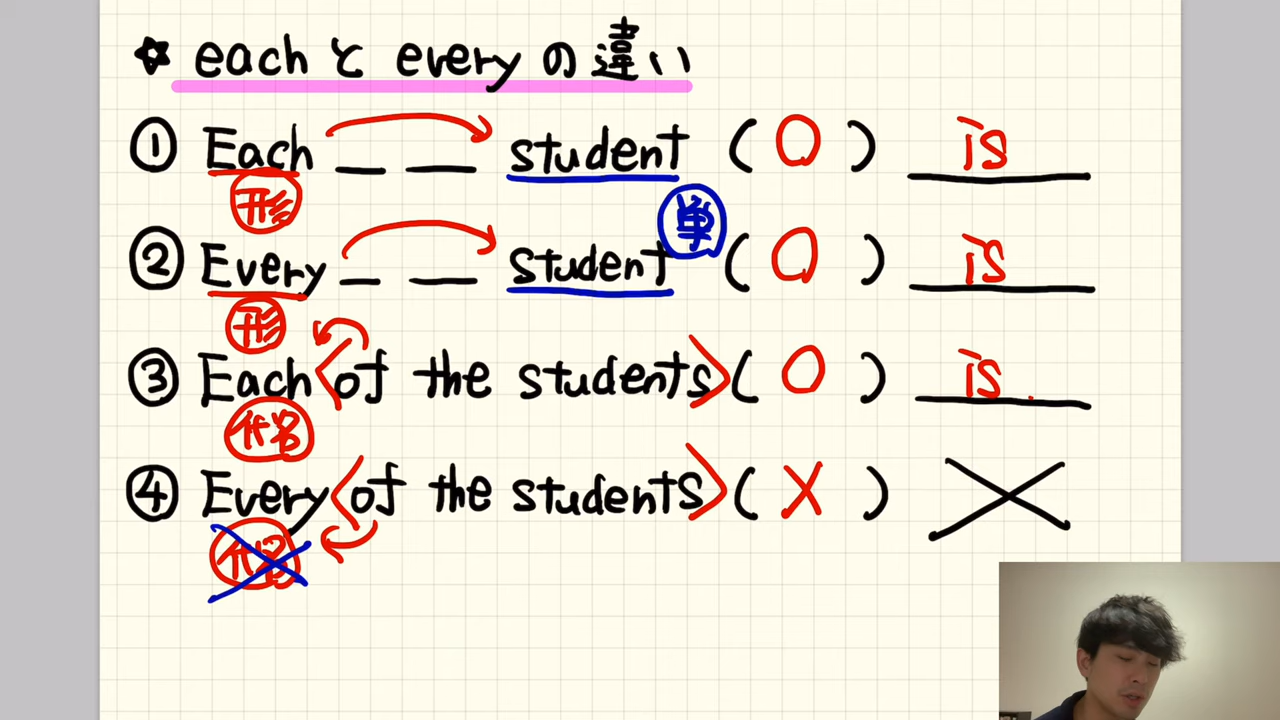 ☆ each と every の違い
① Each _ _ student ( ○ ) is
形
単
② Every _ _ student ( ○ ) is
形
③ Each <of the students> ( ○ ) is
代名
④ Every <of the students> ( × ) ×
代名